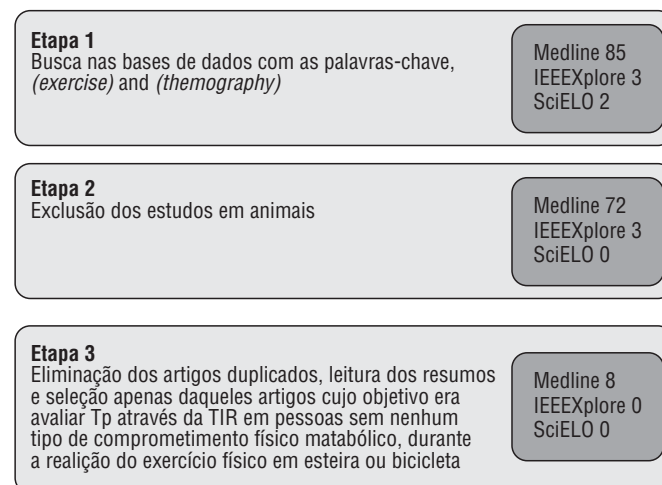 Etapa 1
Busca nas bases de dados com as palavras-chave,
(exercise) and (themography)
Medline 85
IEEEXplore 3
SciELO 2
Etapa 2
Exclusão dos estudos em animais
Medline 72
IEEEXplore 3
SciELO 0
Etapa 3
Eliminação dos artigos duplicados, leitura dos resumos
e seleção apenas daqueles artigos cujo objetivo era
avaliar Tp através da TIR em pessoas sem nenhum
tipo de comprometimento físico matabólico, durante
a realição do exercício físico em esteira ou bicicleta
Medline 8
IEEEXplore 0
SciELO 0